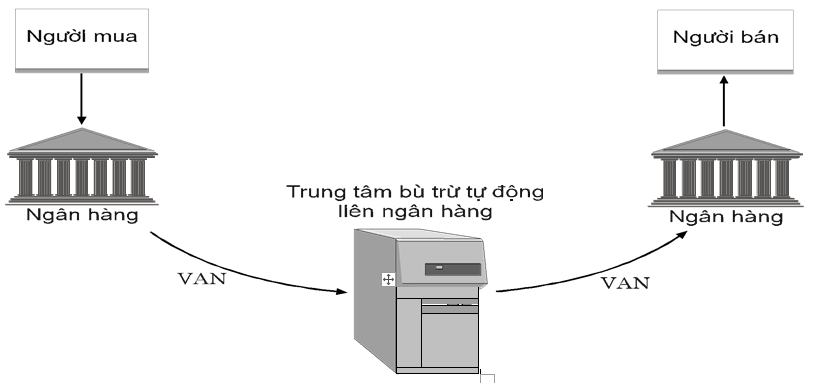 Người mua
Người bán
Ngân hàng
Trung tâm bù trừ tự động
liên ngân hàng
Ngân hàng
VAN
VAN